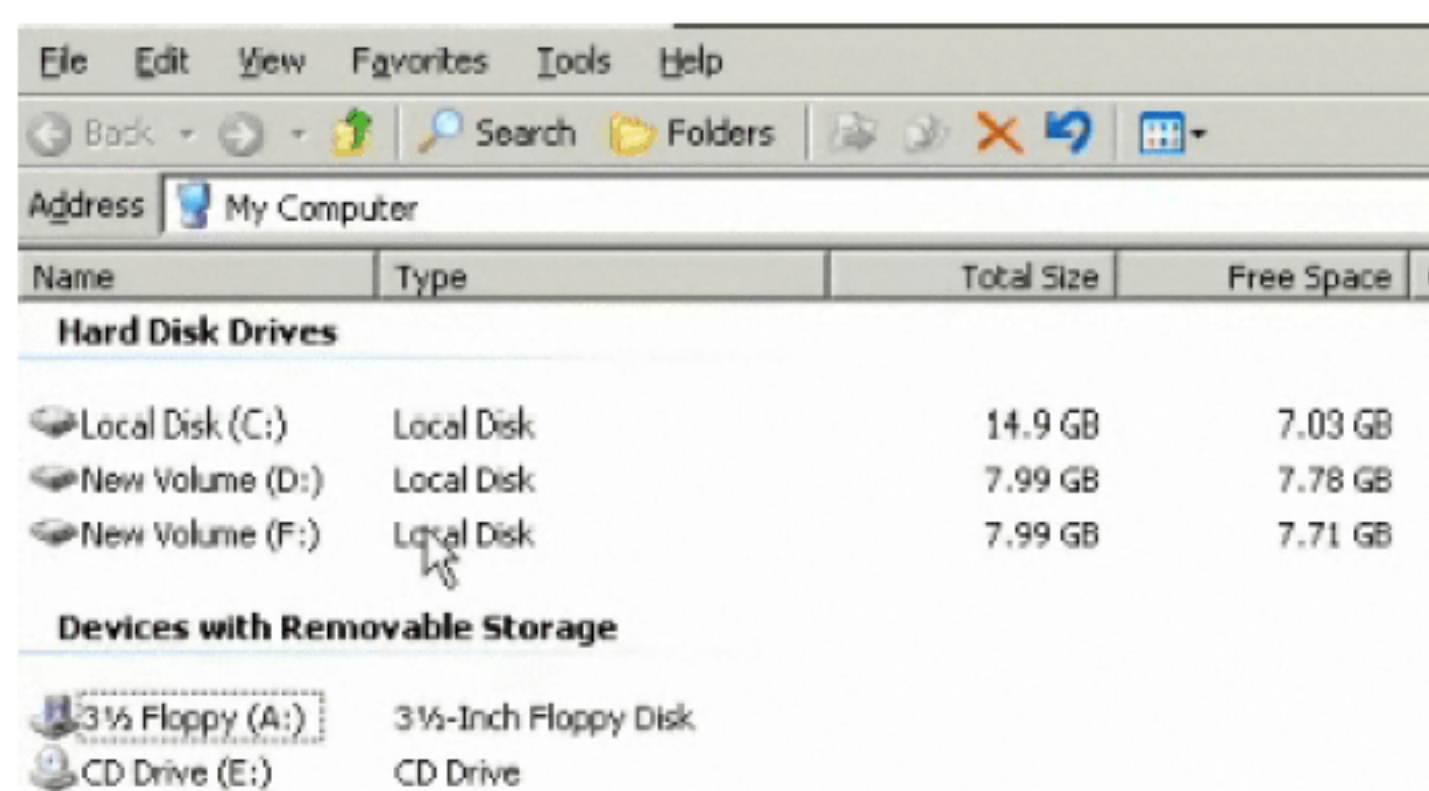 File Edit View Favorites Tools Help
Back Search Folders
Address My Computer
Name Type Total Size Free Space
Hard Disk Drives
Local Disk (C:) Local Disk 14.9 GB 7.03 GB
New Volume (D:) Local Disk 7.99 GB 7.78 GB
New Volume (F:) Local Disk 7.99 GB 7.71 GB
Devices with Removable Storage
3½ Floppy (A:) 3½-Inch Floppy Disk
CD Drive (E:) CD Drive